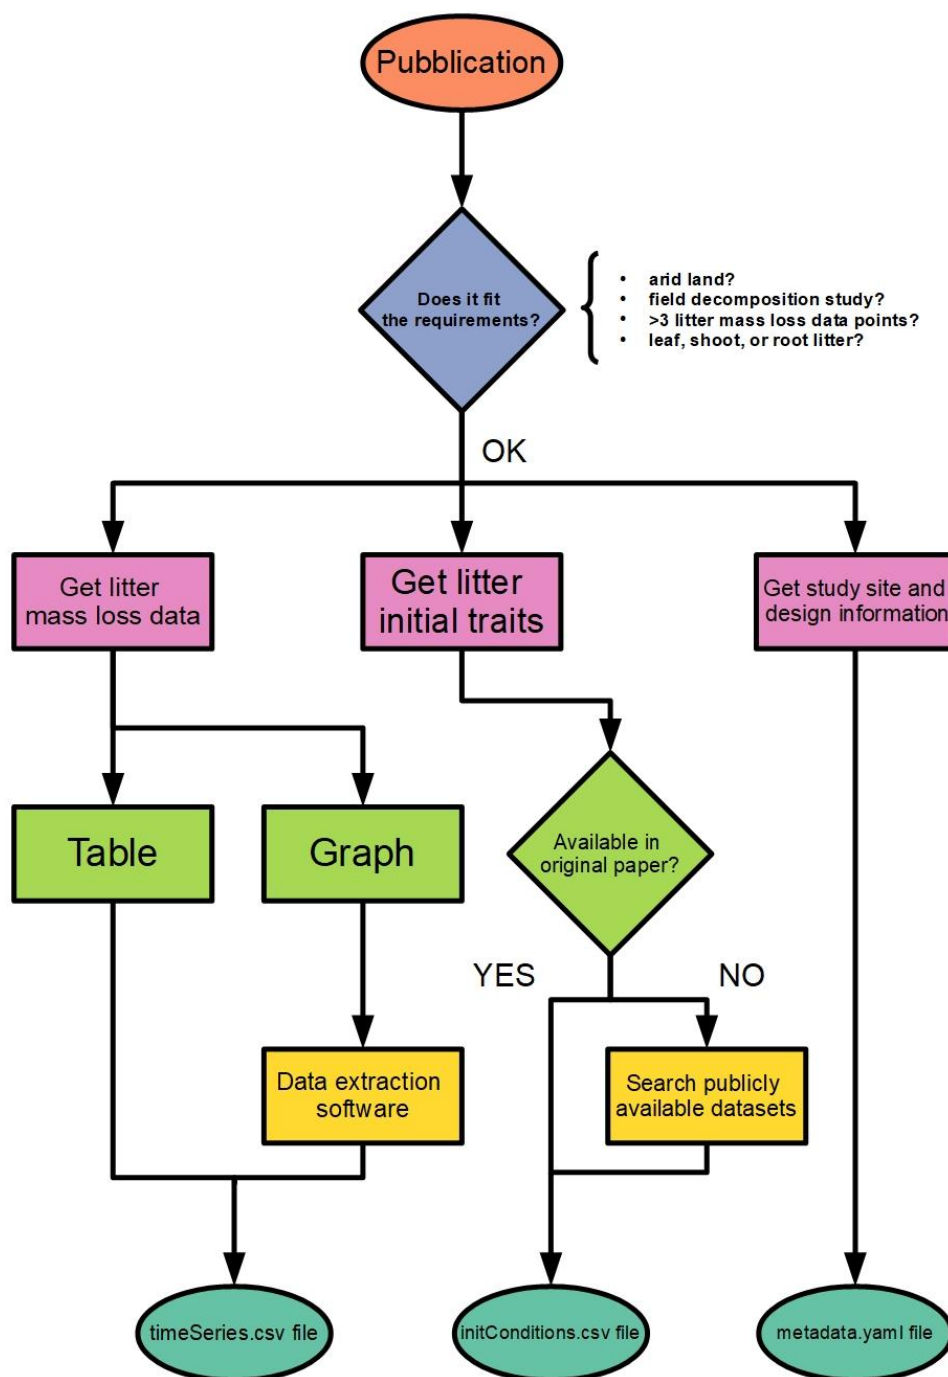 Pubblication
Does it fit
the requirements?
• arid land?
• field decomposition study?
• >3 litter mass loss data points?
• leaf, shoot, or root litter?
OK
Get litter
mass loss data
Get litter
initial traits
Get study site and
design information
Table
Graph
Available in
original paper?
YES
NO
Data extraction
software
Search publicly
available datasets
timeSeries.csv file
initConditions.csv file
metadata.yaml file